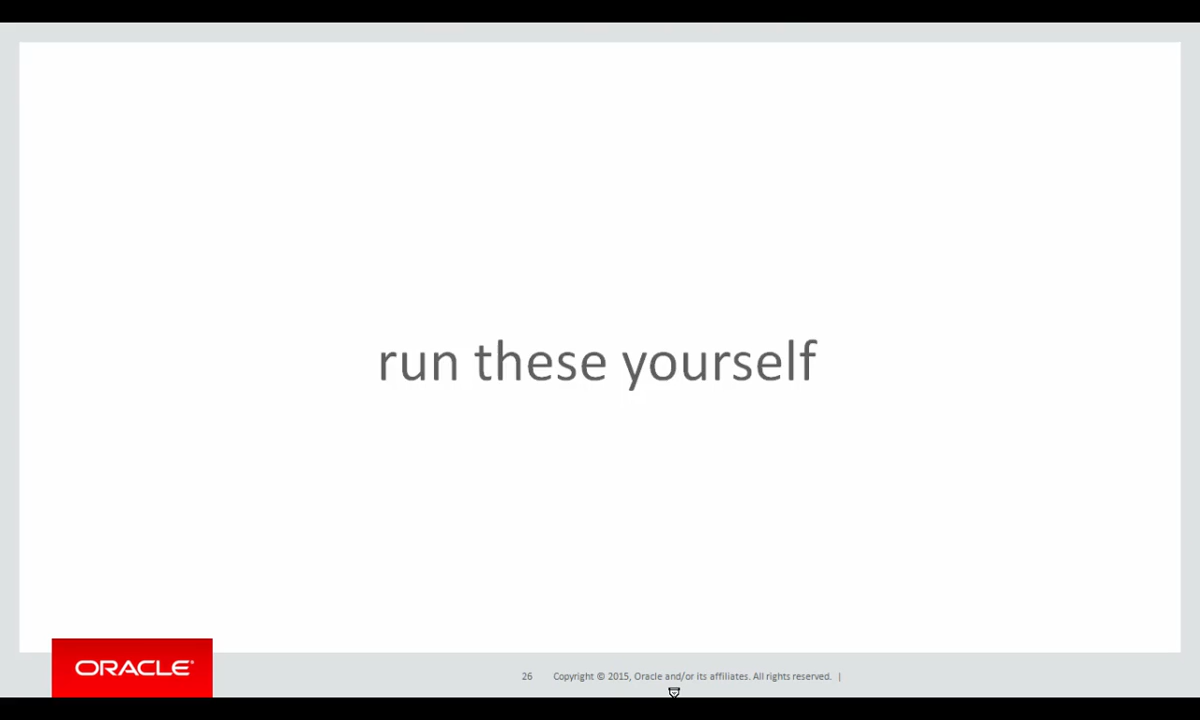 run these yourself
ORACLE
26 Copyright © 2015, Oracle and/or its affiliates. All rights reserved. |